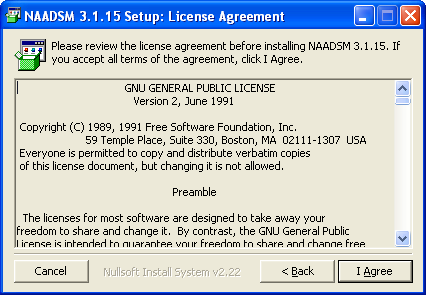 NAADSM 3.1.15 Setup: License Agreement
Please review the license agreement before installing NAADSM 3.1.15. If
you accept all terms of the agreement, click I Agree.
GNU GENERAL PUBLIC LICENSE
Version 2, June 1991
Copyright (C) 1989, 1991 Free Software Foundation, Inc.
59 Temple Place, Suite 330, Boston, MA 02111-1307 USA
Everyone is permitted to copy and distribute verbatim copies
of this license document, but changing it is not allowed.
Preamble
The licenses for most software are designed to take away your
freedom to share and change it. By contrast, the GNU General Public
License is intended to guarantee your freedom to share and change free
Cancel
Nullsoft Install System v2.22
< Back
I Agree